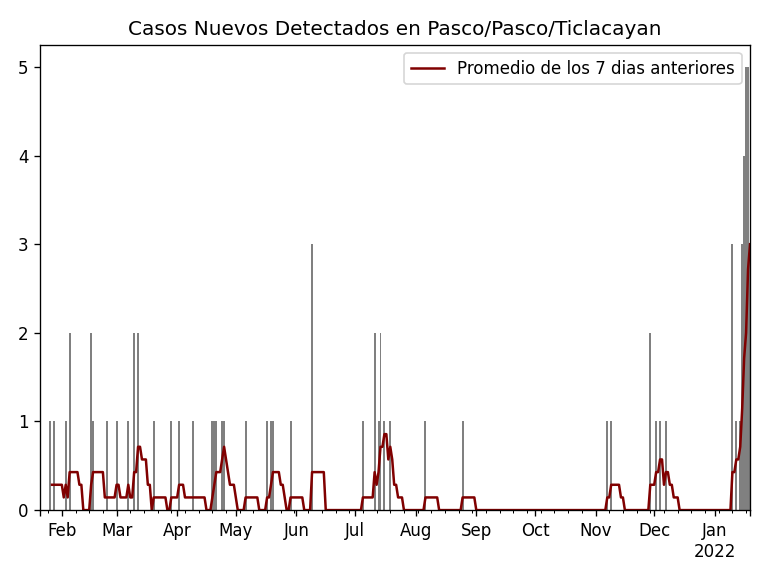 Casos Nuevos Detectados en Pasco/Pasco/Ticlacayan
Promedio de los 7 dias anteriores
5
4
3
2
1
0
Feb Mar Apr May Jun Jul Aug Sep Oct Nov Dec Jan
2022